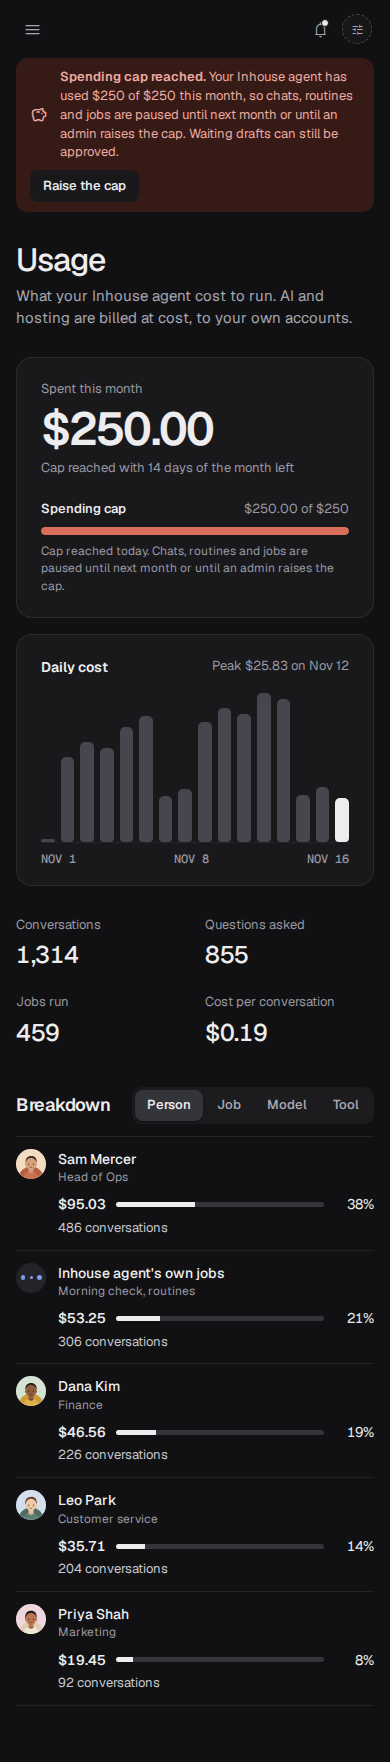 Spending cap reached. Your Inhouse agent has
used $250 of $250 this month, so chats, routines
and jobs are paused until next month or until an
admin raises the cap. Waiting drafts can still be
approved.
Raise the cap
Usage
What your Inhouse agent cost to run. AI and
hosting are billed at cost, to your own accounts.
Spent this month
$250.00
Cap reached with 14 days of the month left
Spending cap $250.00 of $250
Cap reached today. Chats, routines and jobs are
paused until next month or until an admin raises the
cap.
Daily cost Peak $25.83 on Nov 12
NOV 1 NOV 8 NOV 16
Conversations Questions asked
1,314 855
Jobs run Cost per conversation
459 $0.19
Breakdown Person Job Model Tool
Sam Mercer
Head of Ops
$95.03 38%
486 conversations
Inhouse agent's own jobs
Morning check, routines
$53.25 21%
306 conversations
Dana Kim
Finance
$46.56 19%
226 conversations
Leo Park
Customer service
$35.71 14%
204 conversations
Priya Shah
Marketing
$19.45 8%
92 conversations